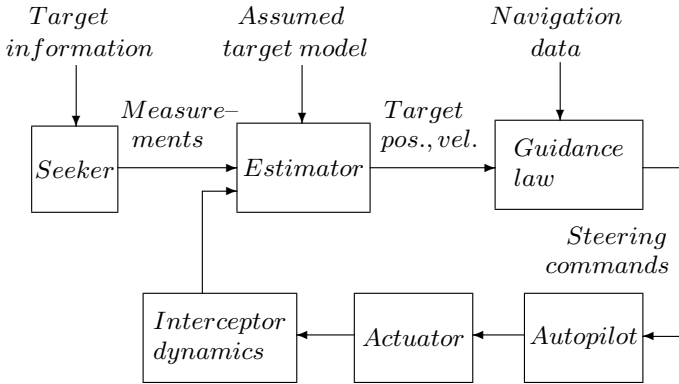 Target
information
Assumed
target model
Navigation
data
Measure–
ments
Target
pos., vel.
Seeker
Estimator
Guidance
law
Steering
commands
Interceptor
dynamics
Actuator
Autopilot